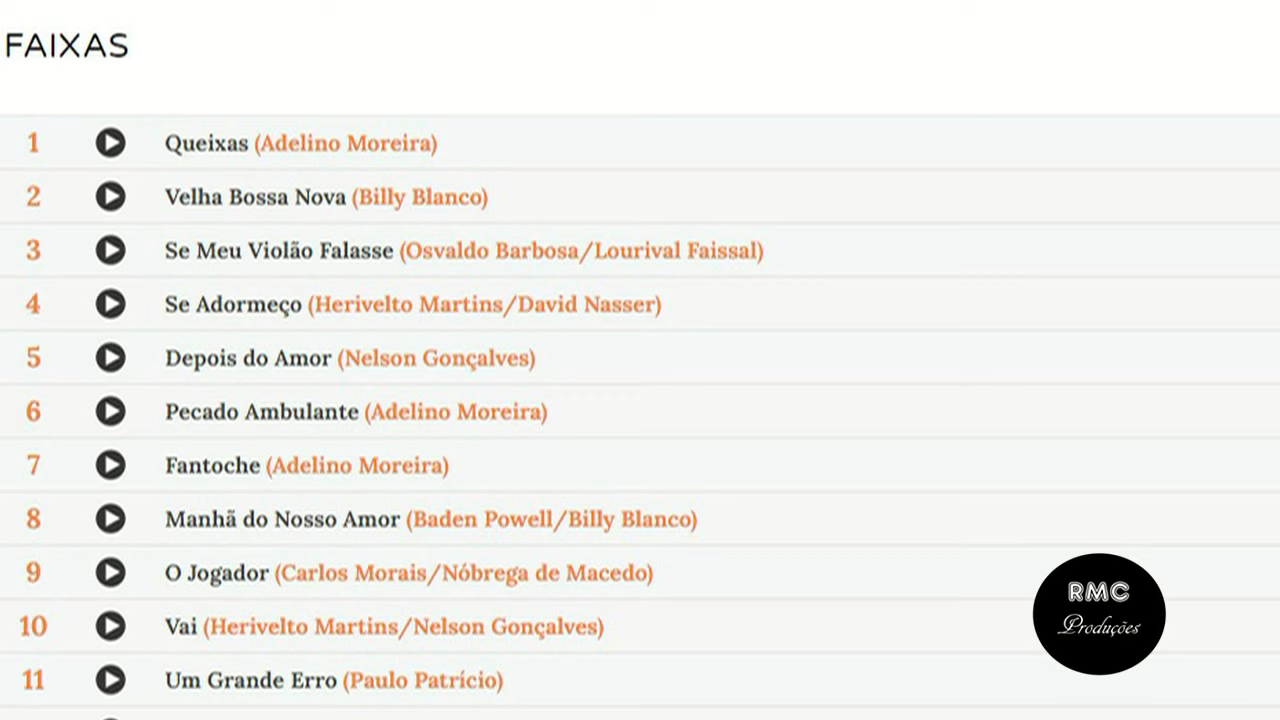 FAIXAS
1 Queixas (Adelino Moreira)
2 Velha Bossa Nova (Billy Blanco)
3 Se Meu Violão Falasse (Osvaldo Barbosa/Lourival Faissal)
4 Se Adormeço (Herivelto Martins/David Nasser)
5 Depois do Amor (Nelson Gonçalves)
6 Pecado Ambulante (Adelino Moreira)
7 Fantoche (Adelino Moreira)
8 Manhã do Nosso Amor (Baden Powell/Billy Blanco)
9 O Jogador (Carlos Morais/Nóbrega de Macedo)
10 Vai (Herivelto Martins/Nelson Gonçalves)
11 Um Grande Erro (Paulo Patrício)
RMC
Produções